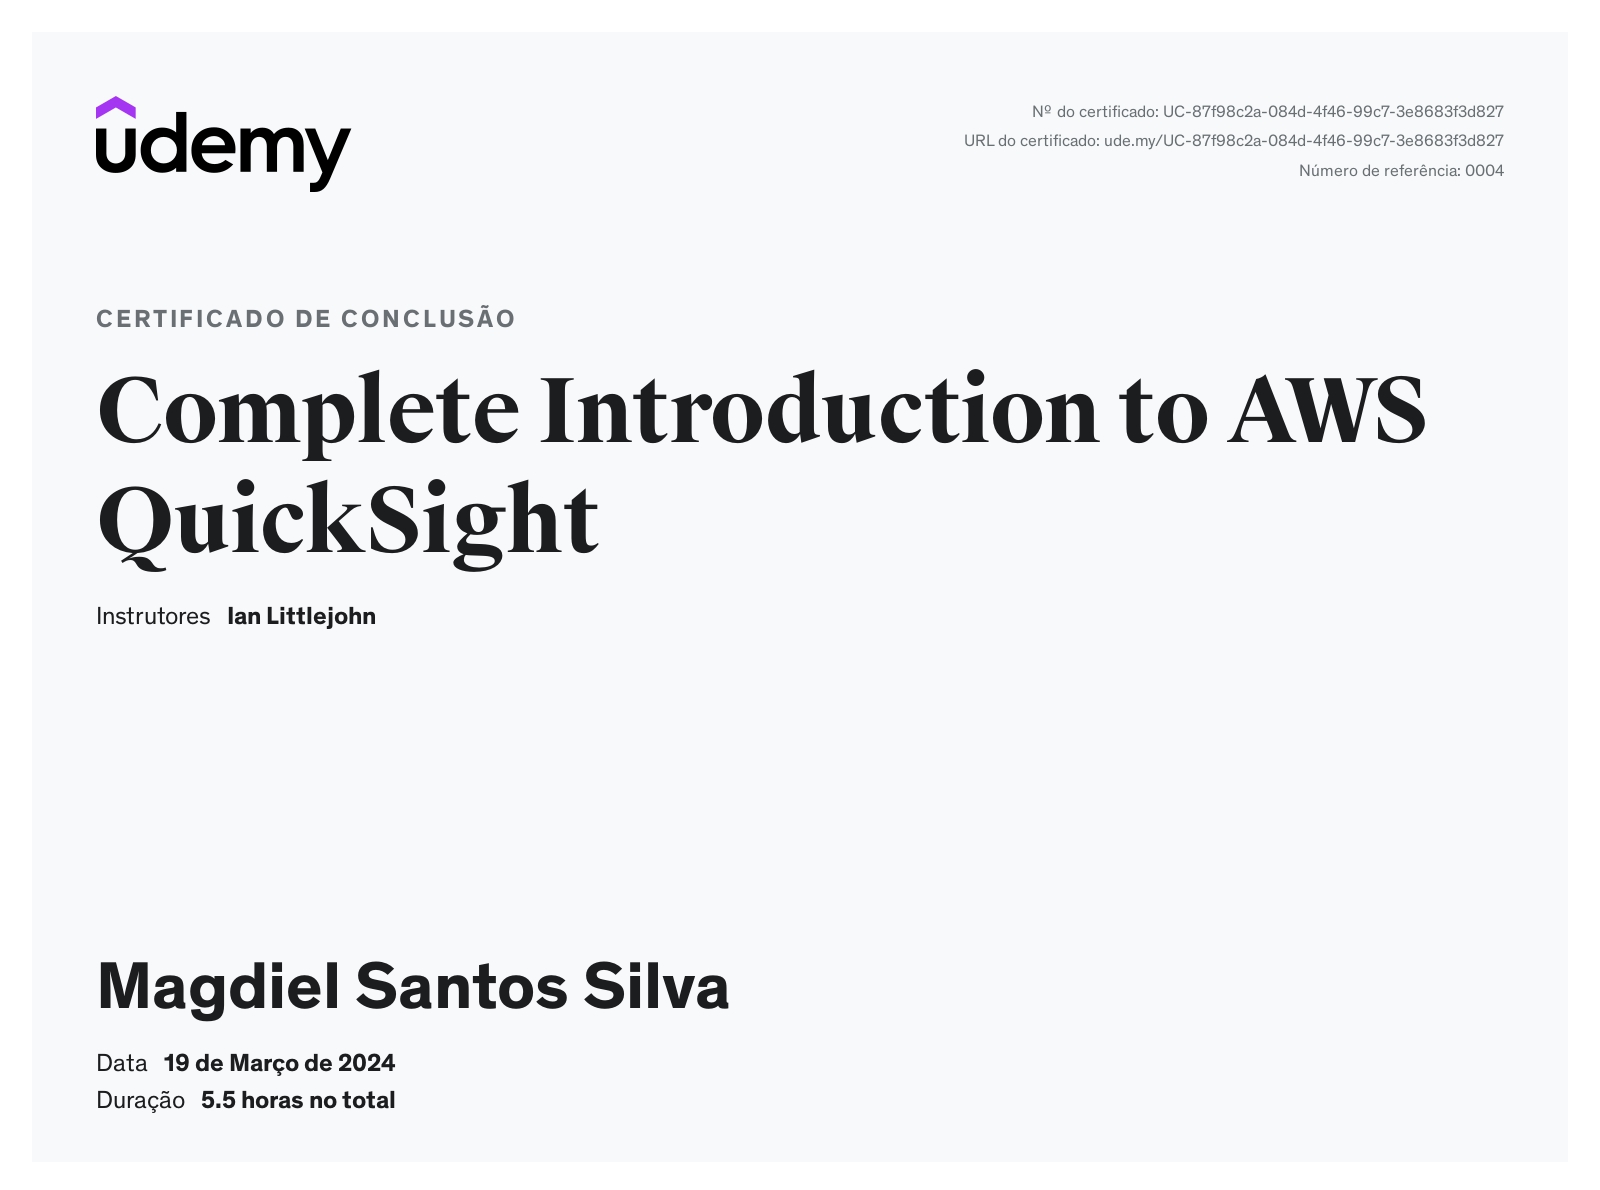 udemy
Nº do certificado: UC-87f98c2a-084d-4f46-99c7-3e8683f3d827
URL do certificado: ude.my/UC-87f98c2a-084d-4f46-99c7-3e8683f3d827
Número de referência: 0004
CERTIFICADO DE CONCLUSÃO
Complete Introduction to AWS
QuickSight
Instrutores Ian Littlejohn
Magdiel Santos Silva
Data 19 de Março de 2024
Duração 5.5 horas no total